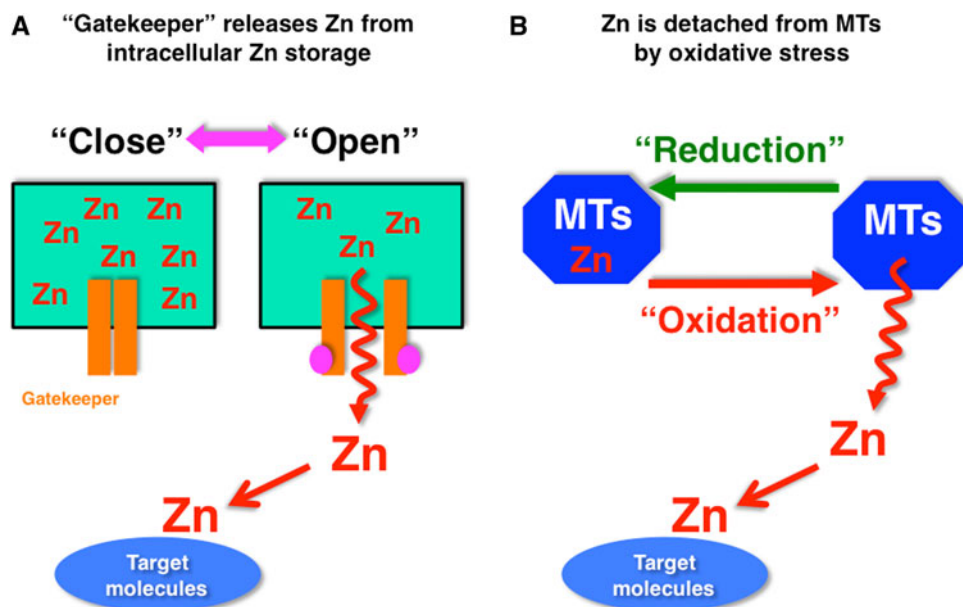 A
“Gatekeeper” releases Zn from
intracellular Zn storage
“Close”
“Open”
Zn
Zn
Zn
Zn
Zn
Zn
Zn
Zn
Zn
Zn
Gatekeeper
Zn
Zn
Target
molecules
B
Zn is detached from MTs
by oxidative stress
“Reduction”
MTs
Zn
MTs
“Oxidation”
Zn
Zn
Target
molecules